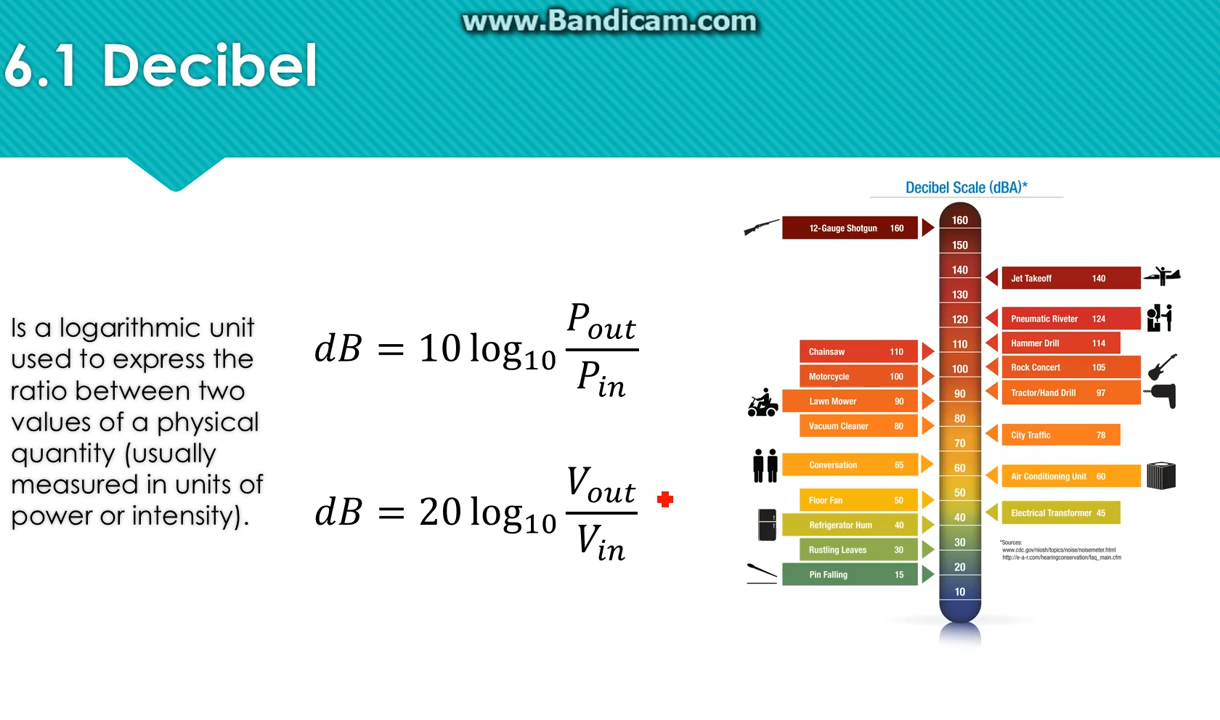 www.Bandicam.com
6.1 Decibel
Is a logarithmic unit
used to express the
ratio between two
values of a physical
quantity (usually
measured in units of
power or intensity).
dB = 10 log₁₀ P_out / P_in
dB = 20 log₁₀ V_out / V_in
Decibel Scale (dBA)*
12-Gauge Shotgun 160
Chainsaw 110
Motorcycle 100
Lawn Mower 90
Vacuum Cleaner 80
Conversation 65
Floor Fan 50
Refrigerator Hum 40
Rustling Leaves 30
Pin Falling 15
160
150
140
130
120
110
100
90
80
70
60
50
40
30
20
10
Jet Takeoff 140
Pneumatic Riveter 124
Hammer Drill 114
Rock Concert 105
Tractor/Hand Drill 97
City Traffic 78
Air Conditioning Unit 60
Electrical Transformer 45
*Sources:
www.cdc.gov/niosh/topics/noise/noisemeter.html
http://e-a-r.com/hearingconservation/faq_main.cfm